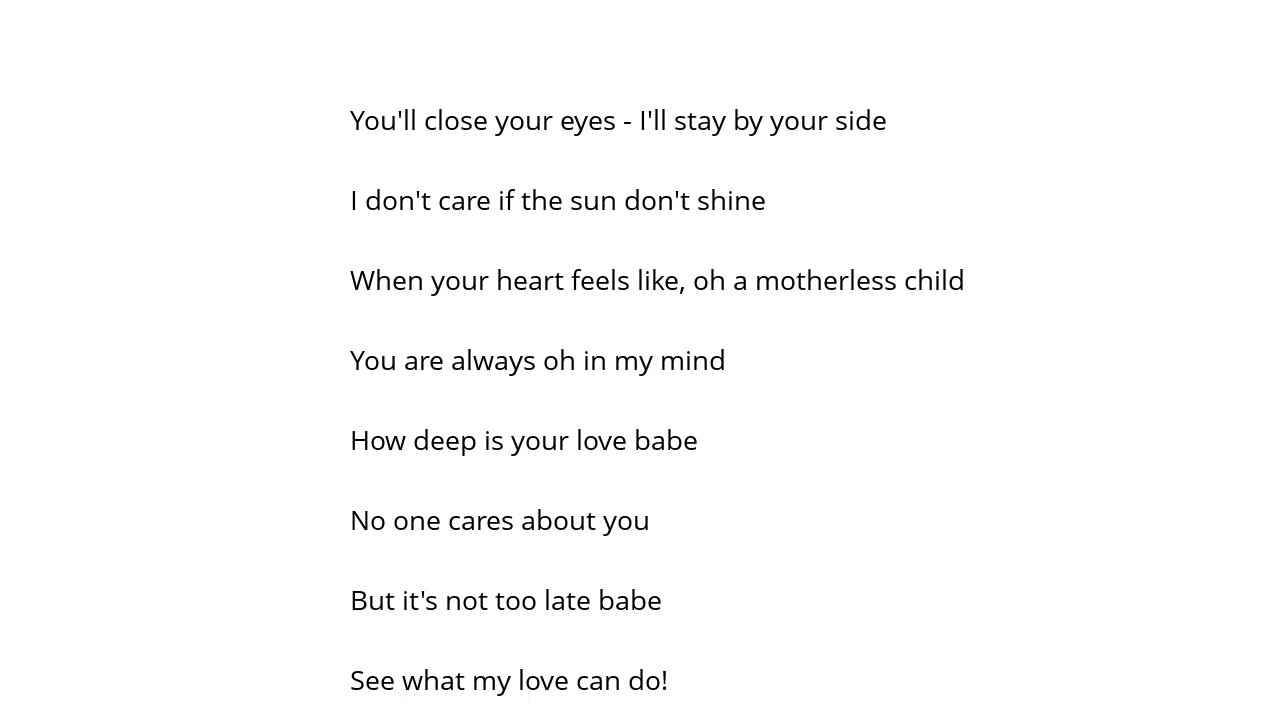 You'll close your eyes - I'll stay by your side
I don't care if the sun don't shine
When your heart feels like, oh a motherless child
You are always oh in my mind
How deep is your love babe
No one cares about you
But it's not too late babe
See what my love can do!